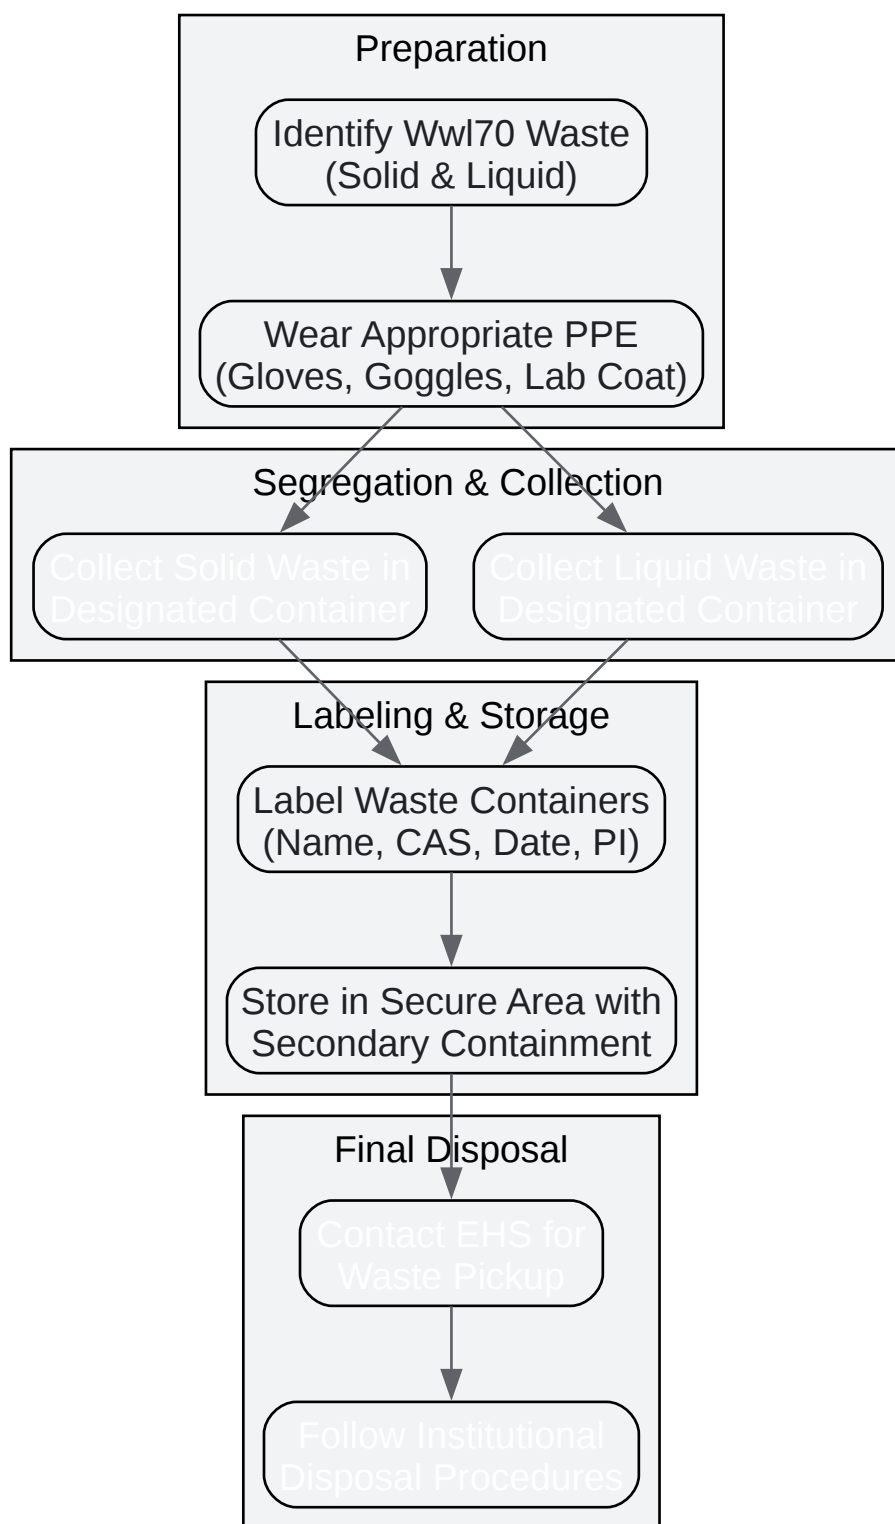 Preparation
Identify Wwl70 Waste
(Solid & Liquid)
Wear Appropriate PPE
(Gloves, Goggles, Lab Coat)
Segregation & Collection
Collect Solid Waste in
Designated Container
Collect Liquid Waste in
Designated Container
Labeling & Storage
Label Waste Containers
(Name, CAS, Date, PI)
Store in Secure Area with
Secondary Containment
Final Disposal
Contact EHS for
Waste Pickup
Follow Institutional
Disposal Procedures